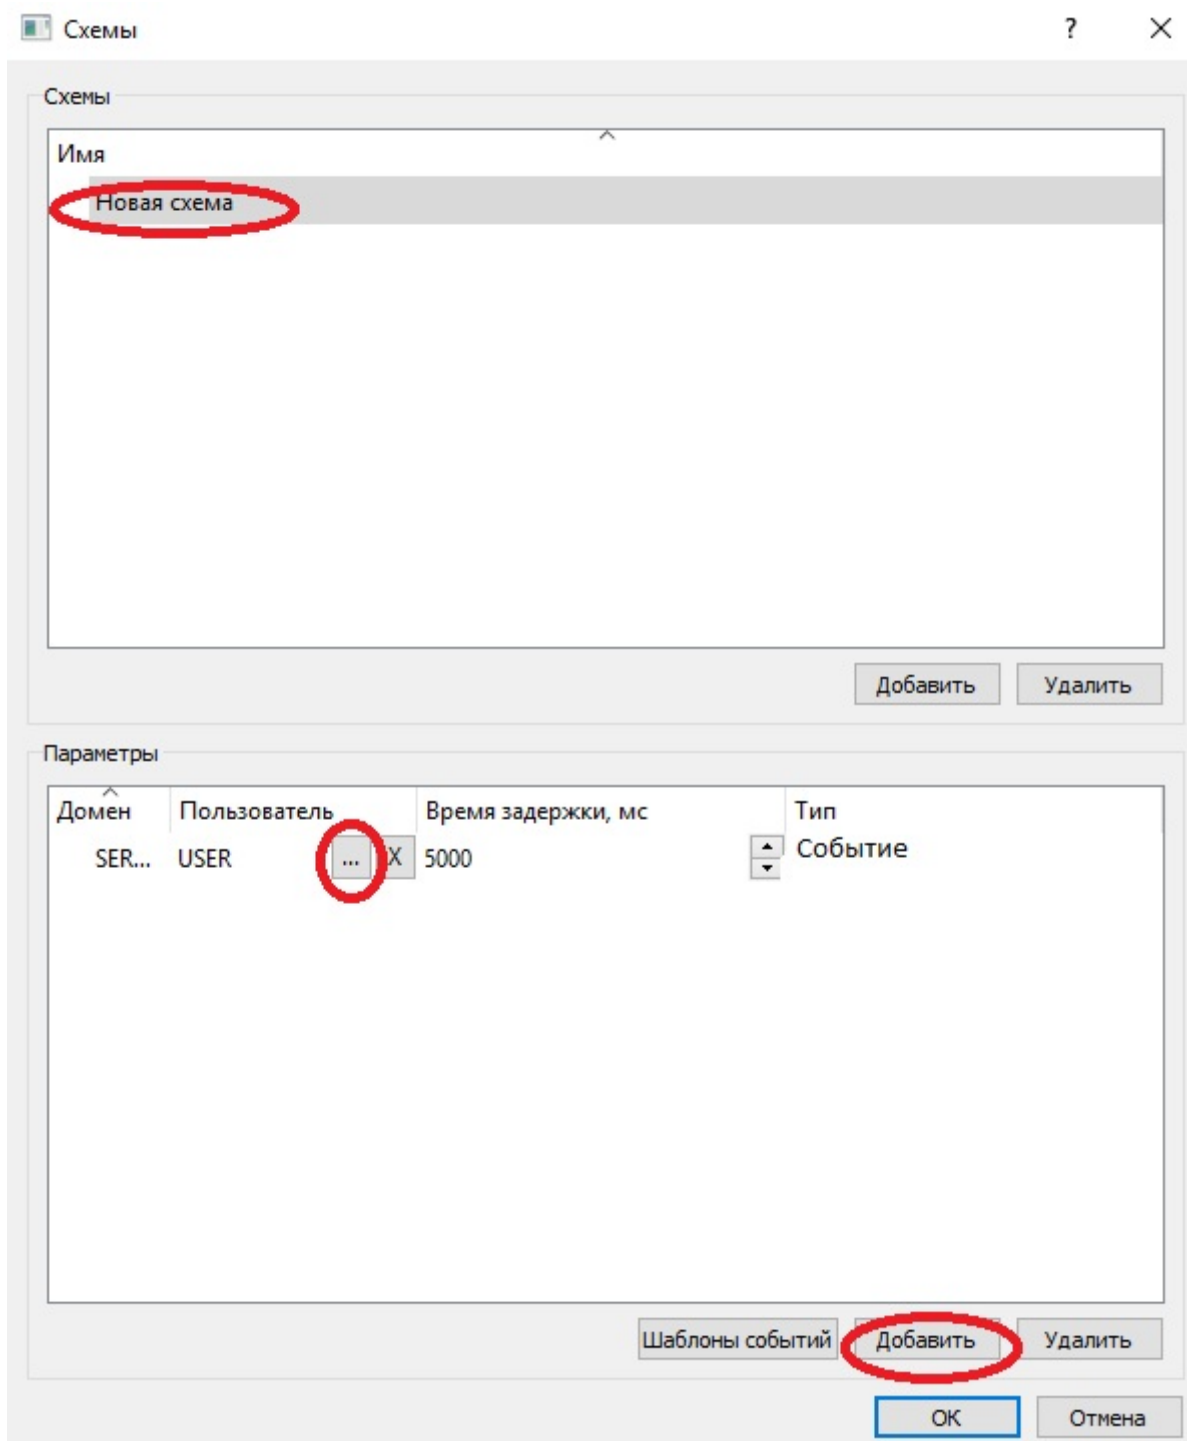 Схемы ?
Схемы
Имя
Новая схема
Добавить Удалить
Параметры
Домен Пользователь Время задержки, мс Тип
SER... USER ... X 5000 Событие
Шаблоны событий Добавить Удалить
OK Отмена